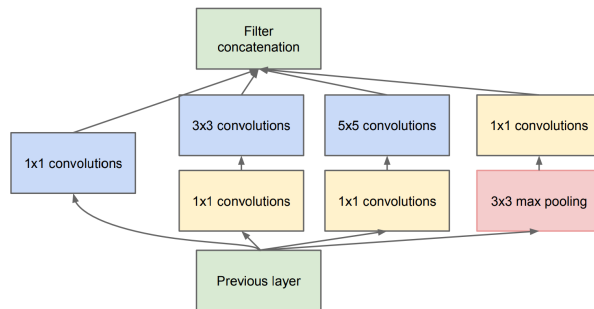 Filter
concatenation
3x3 convolutions
5x5 convolutions
1x1 convolutions
1x1 convolutions
1x1 convolutions
1x1 convolutions
3x3 max pooling
Previous layer